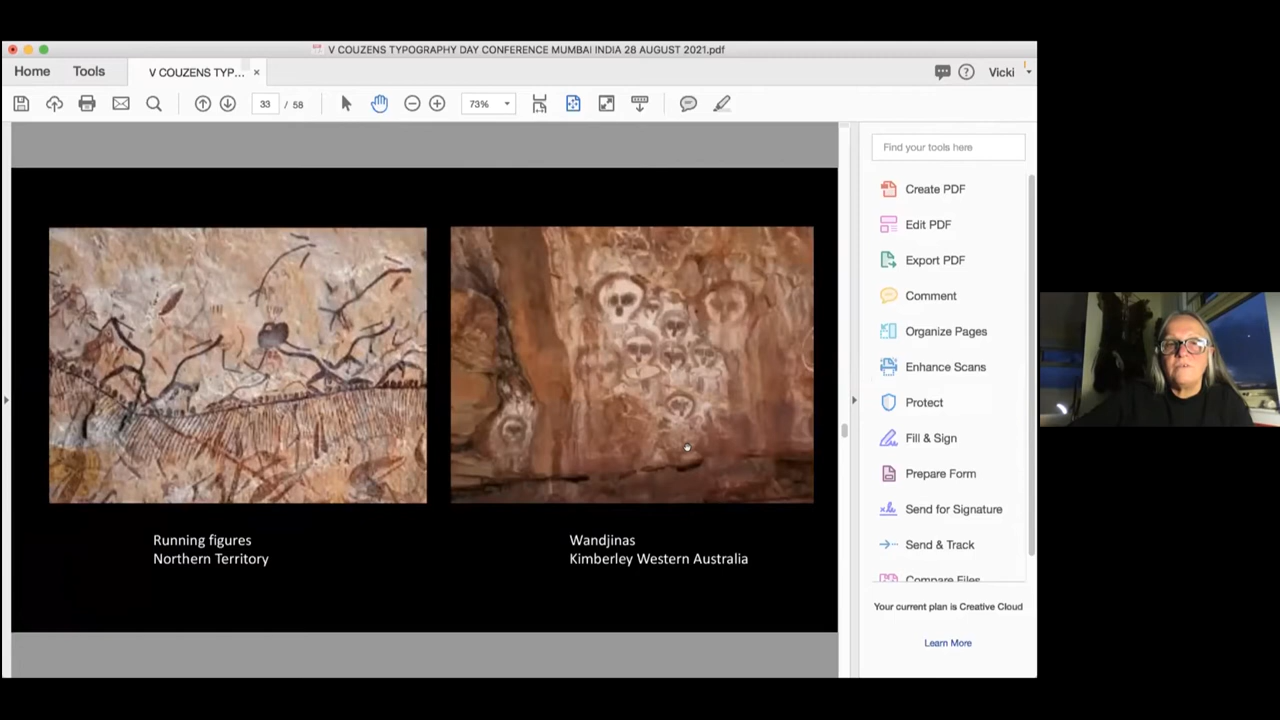 V COUZENS TYPOGRAPHY DAY CONFERENCE MUMBAI INDIA 28 AUGUST 2021.pdf
Home
Tools
V COUZENS TYP...
Vicki
33 / 58
73%
Running figures
Northern Territory
Wandjinas
Kimberley Western Australia
Find your tools here
Create PDF
Edit PDF
Export PDF
Comment
Organize Pages
Enhance Scans
Protect
Fill & Sign
Prepare Form
Send for Signature
Send & Track
Compare Files
Your current plan is Creative Cloud
Learn More